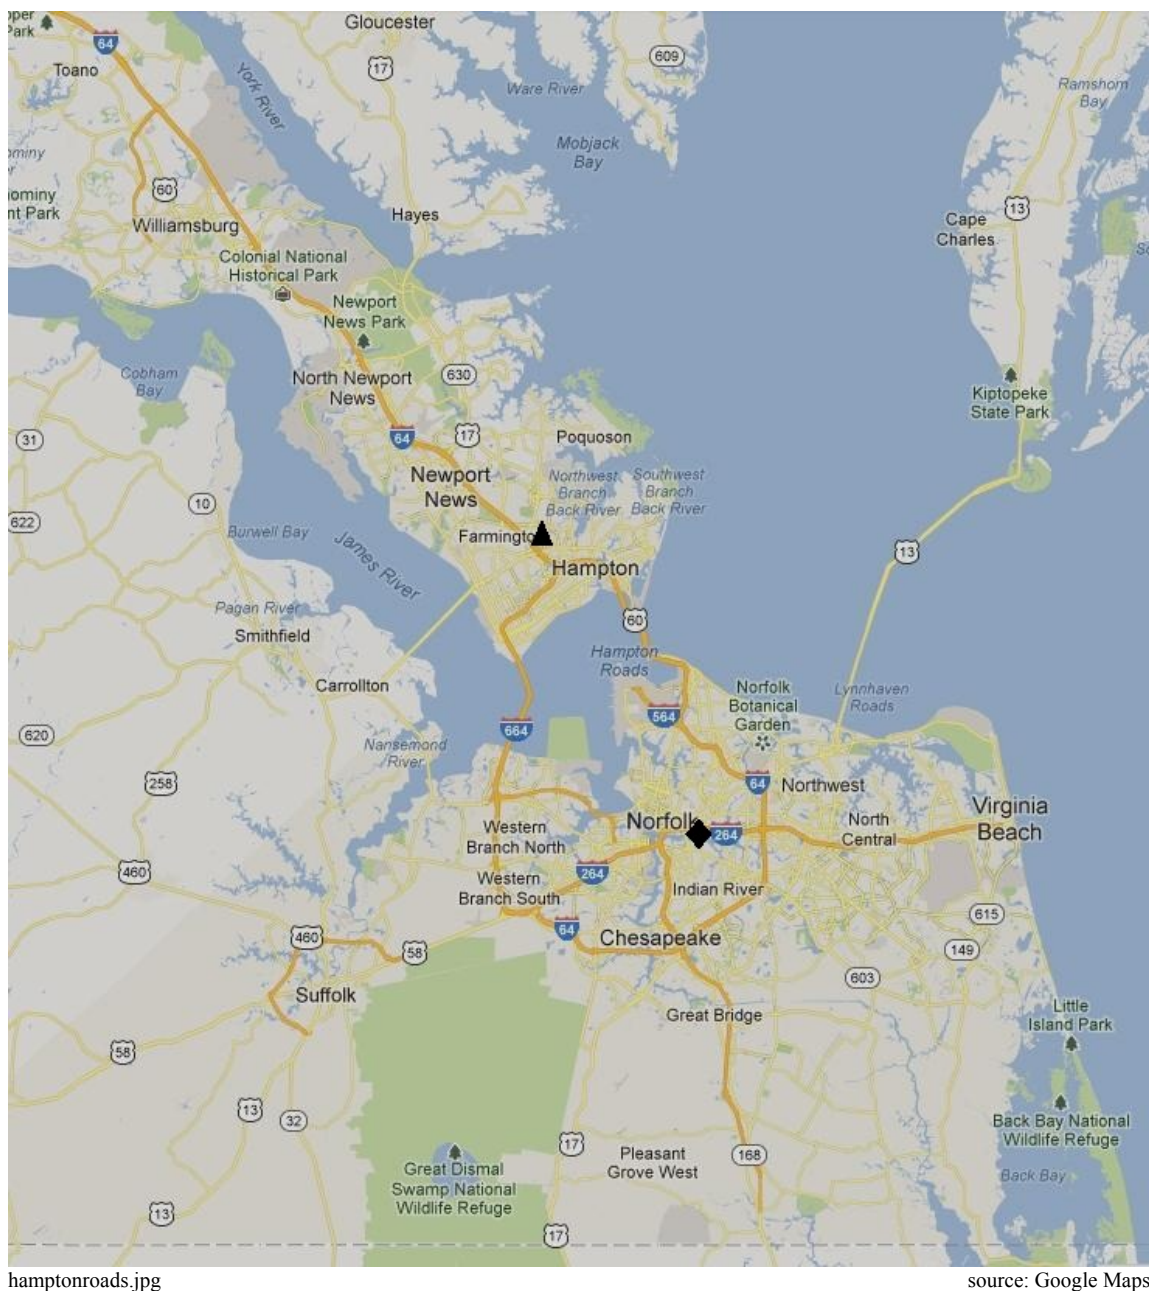 Gloucester
64
Toano
17
609
York River
Ware River
Ramshorn
Bay
Mobjack
Bay
60
Williamsburg
Hayes
13
Cape
Charles
Colonial National
Historical Park
Newport
News Park
Cobham
Bay
North Newport
News
630
Kiptopeke
State Park
31
64
17
Poquoson
Newport
News
Northwest
Branch
Back River
Southwest
Branch
Back River
10
622
Burwell Bay
James River
Hampton
13
Pagan River
Smithfield
60
Hampton
Roads
Carrollton
Norfolk
Botanical
Garden
Lynnhaven
Roads
620
664
564
Nansemond
River
258
64
Northwest
Virginia
Beach
Western
Branch North
Norfolk
264
North
Central
460
264
Western
Branch South
Indian River
615
64
Chesapeake
460
58
149
603
Suffolk
Great Bridge
Little
Island Park
58
13
32
Back Bay National
Wildlife Refuge
17
Pleasant
Grove West
168
Great Dismal
Swamp National
Wildlife Refuge
Back Bay
13
17
hamptonroads.jpg
source: Google Maps